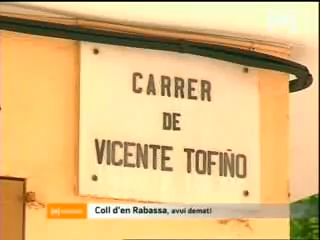 CARRER
DE
VICENTE TOFIÑO
Coll d'en Rabassa, avui dematí